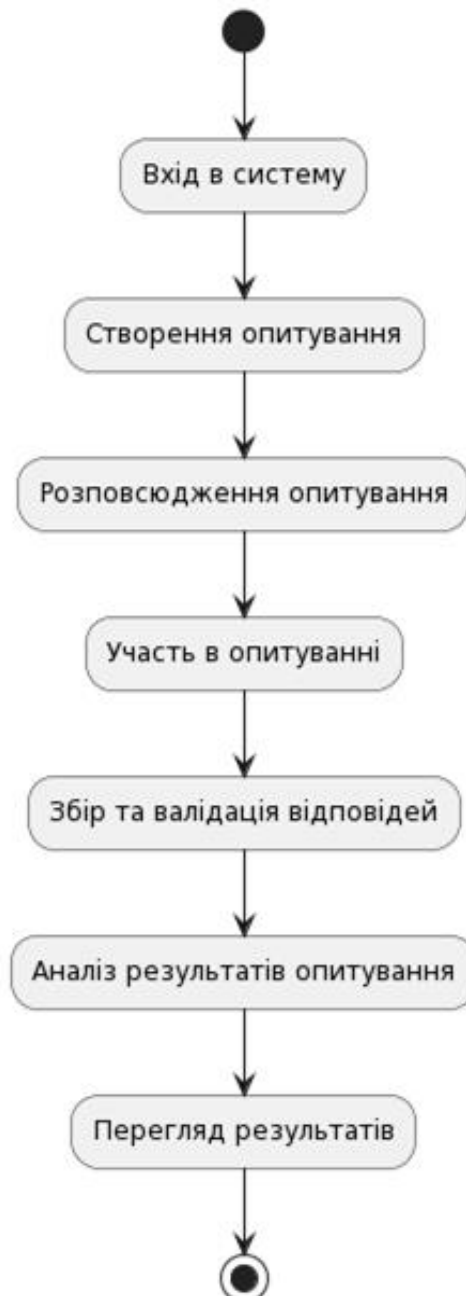 Вхід в систему
Створення опитування
Розповсюдження опитування
Участь в опитуванні
Збір та валідація відповідей
Аналіз результатів опитування
Перегляд результатів